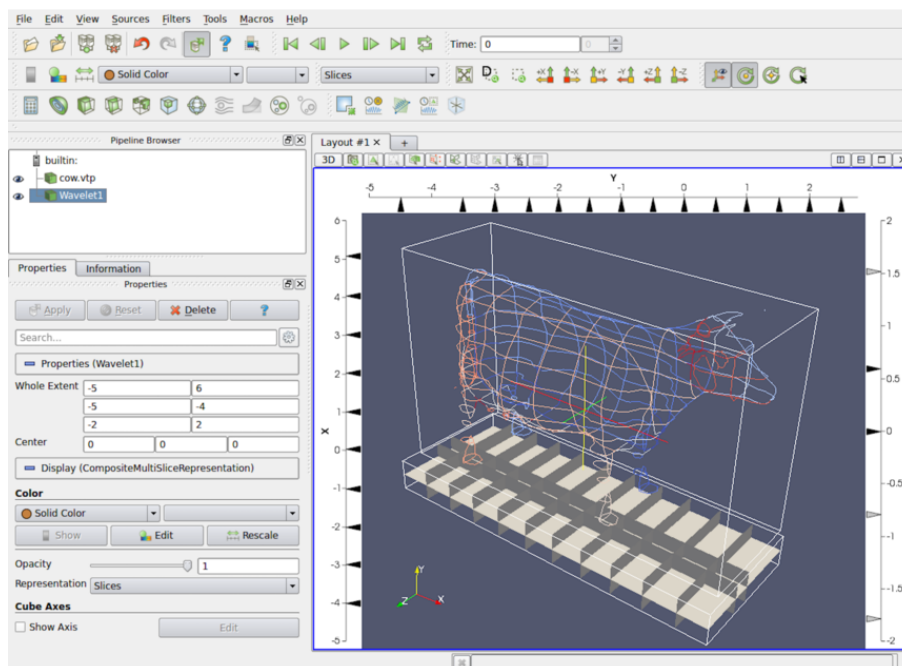 File Edit View Sources Filters Tools Macros Help
Time: 0 0
Solid Color Slices
Pipeline Browser
builtin:
cow.vtp
Wavelet1
Properties Information
Properties
Apply Reset Delete ?
Search...
Properties (Wavelet1)
Whole Extent -5 6
-5 -4
-2 2
Center 0 0 0
Display (CompositeMultiSliceRepresentation)
Color
Solid Color
Show Edit Rescale
Opacity 1
Representation Slices
Cube Axes
Show Axis Edit
Layout #1 × +
3D
Y
-5 -4 -3 -2 -1 0 1 2
X
6
5
4
3
2
1
0
-1
-2
-3
-4
-5
2
1.5
1
0.5
0
-0.5
-1
-1.5
-2
Y
Z X